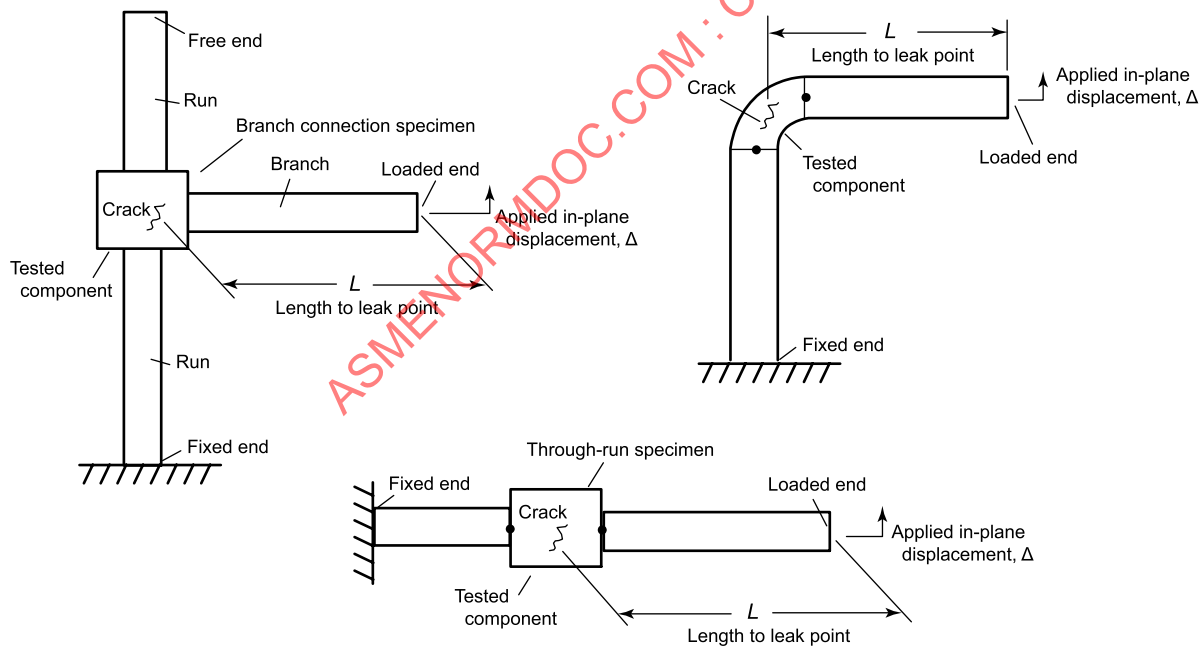 Free end
Run
Branch connection specimen
Branch
Loaded end
Crack
Applied in-plane
displacement, Δ
Tested
component
L
Length to leak point
Run
Fixed end
L
Length to leak point
Crack
Applied in-plane
displacement, Δ
Loaded end
Tested
component
Fixed end
Through-run specimen
Fixed end
Loaded end
Crack
Applied in-plane
displacement, Δ
Tested
component
L
Length to leak point
ASMENORMDOC.COM : C